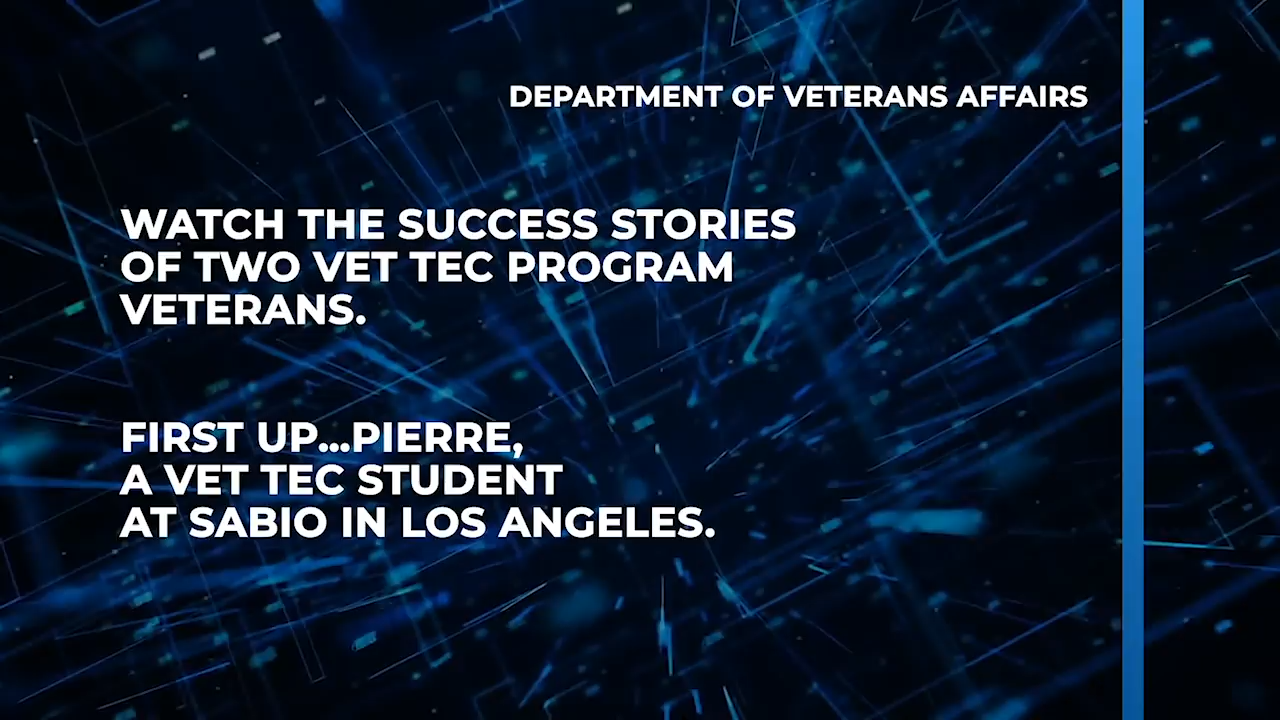 DEPARTMENT OF VETERANS AFFAIRS
WATCH THE SUCCESS STORIES
OF TWO VET TEC PROGRAM
VETERANS.
FIRST UP...PIERRE,
A VET TEC STUDENT
AT SABIO IN LOS ANGELES.